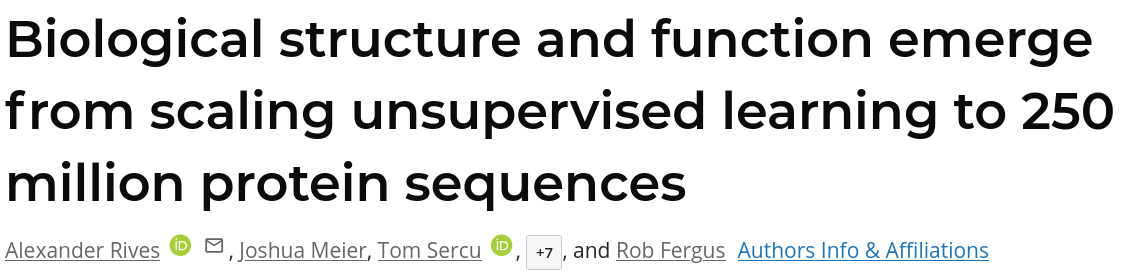 Biological structure and function emerge
from scaling unsupervised learning to 250
million protein sequences
Alexander Rives iD, Joshua Meier, Tom Sercu iD, +7, and Rob Fergus Authors Info & Affiliations